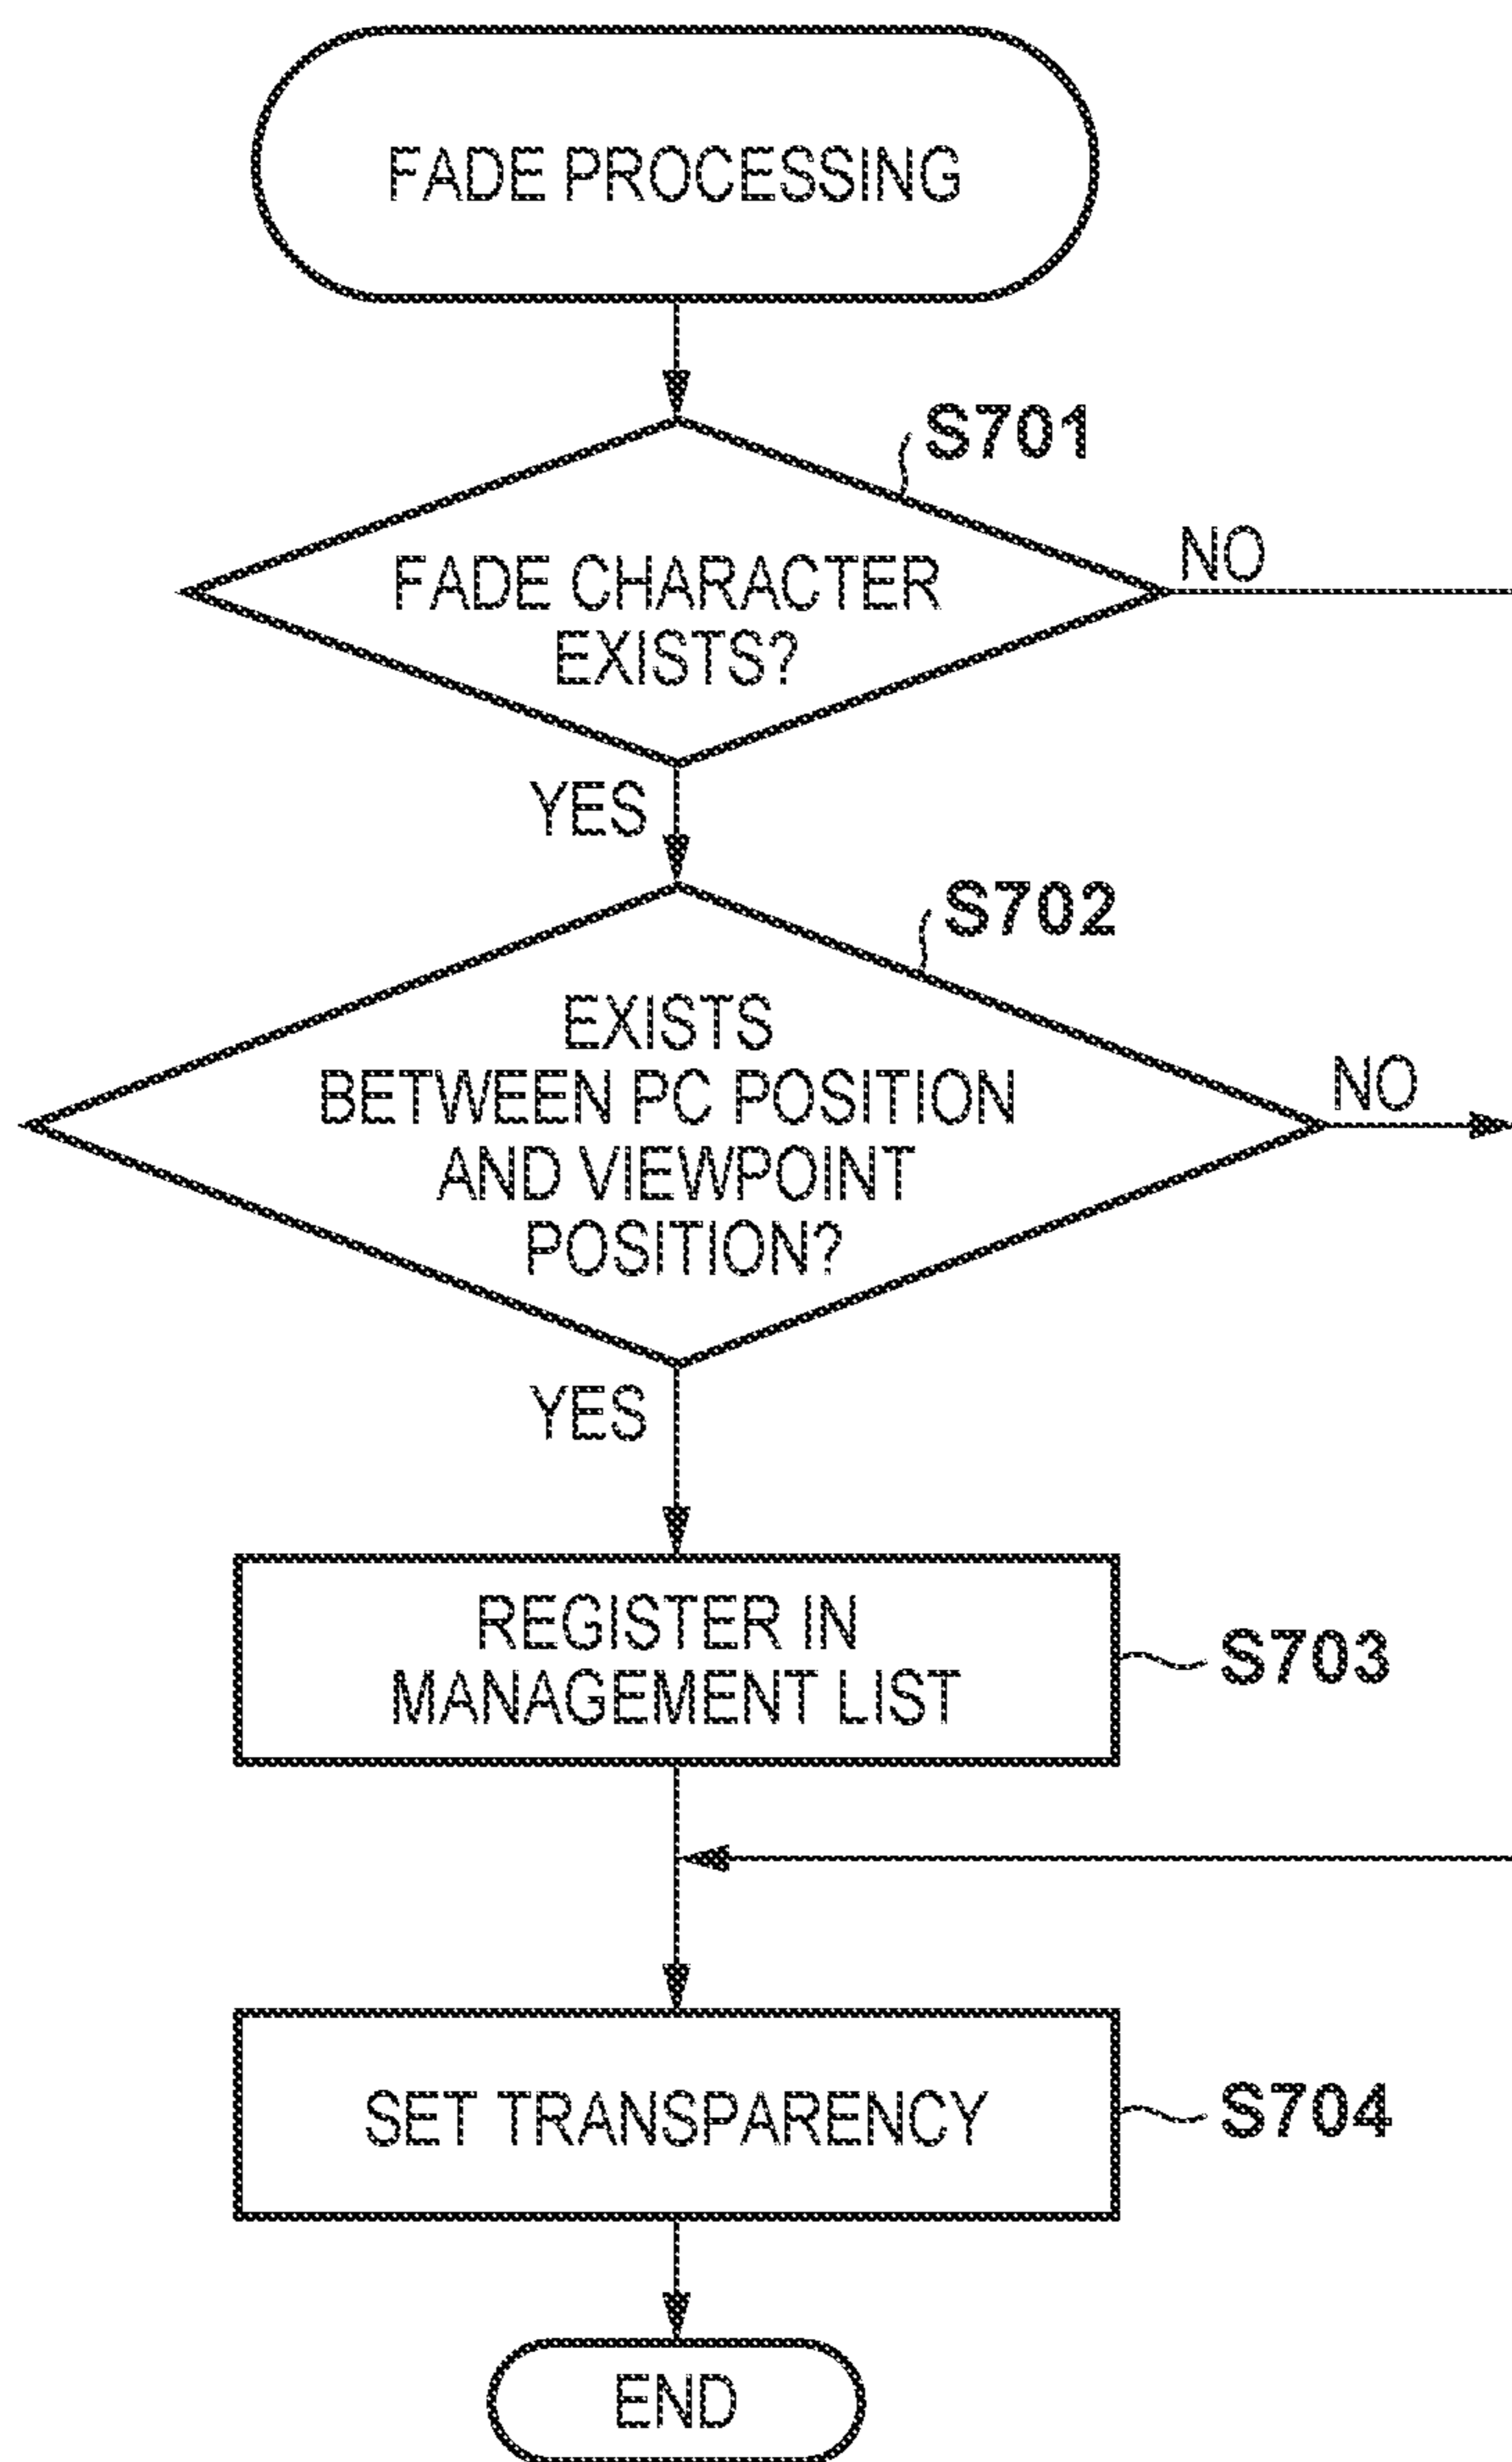 FADE PROCESSING
S701
FADE CHARACTER
EXISTS?
NO
YES
S702
EXISTS
BETWEEN PC POSITION
AND VIEWPOINT
POSITION?
NO
YES
REGISTER IN
MANAGEMENT LIST
S703
SET TRANSPARENCY
S704
END